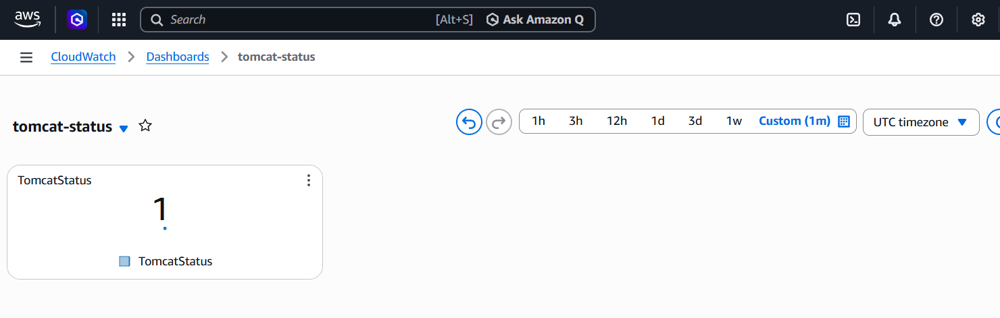 aws
Search [Alt+S] Ask Amazon Q
CloudWatch Dashboards tomcat-status
tomcat-status 1h 3h 12h 1d 3d 1w Custom (1m) UTC timezone
TomcatStatus
1
TomcatStatus